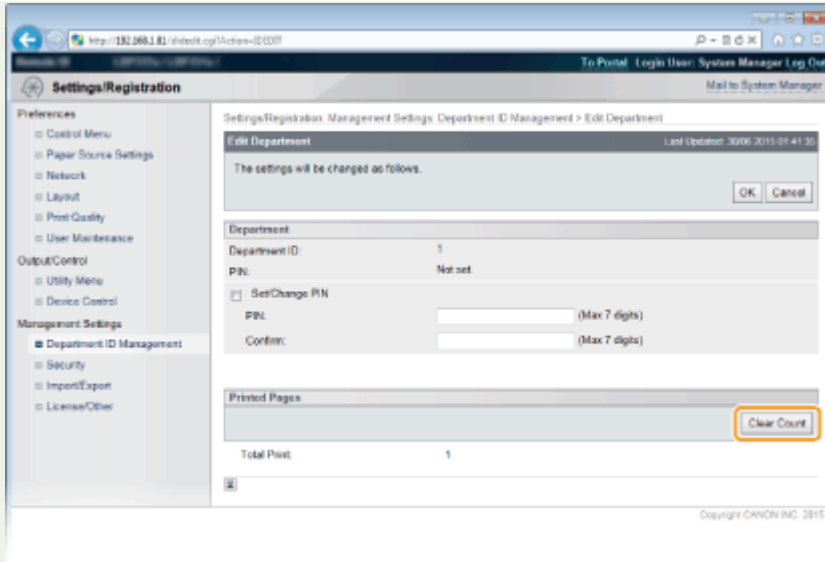 http://192.168.1.81/didedit.cgi?Action=IDEDIT
To Portal Login User: System Manager Log Out
Settings/Registration
Mail to System Manager
Preferences
Control Menu
Paper Source Settings
Network
Layout
Print Quality
User Maintenance
Output/Control
Utility Menu
Device Control
Management Settings
Department ID Management
Security
Import/Export
License/Other
Settings/Registration: Management Settings: Department ID Management > Edit Department
Edit Department
Last Updated: 30/06 2015 01:41:35
The settings will be changed as follows.
OK Cancel
Department
Department ID: 1
PIN: Not set.
Set/Change PIN
PIN: (Max 7 digits)
Confirm: (Max 7 digits)
Printed Pages
Clear Count
Total Print: 1
Copyright CANON INC. 2015